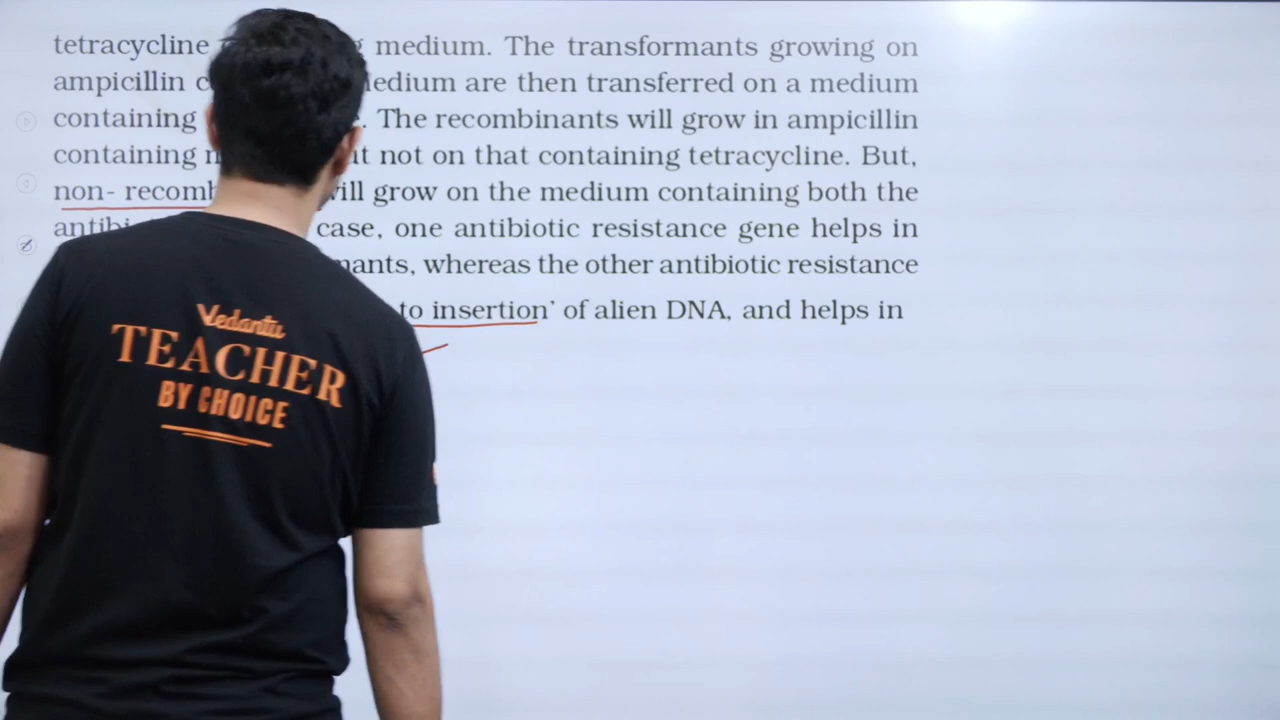 tetracycline medium. The transformants growing on
ampicillin are then transferred on a medium
containing . The recombinants will grow in ampicillin
containing not on that containing tetracycline. But,
non- will grow on the medium containing both the
case, one antibiotic resistance gene helps in
whereas the other antibiotic resistance
to insertion’ of alien DNA, and helps in
Vedantu
TEACHER
BY CHOICE